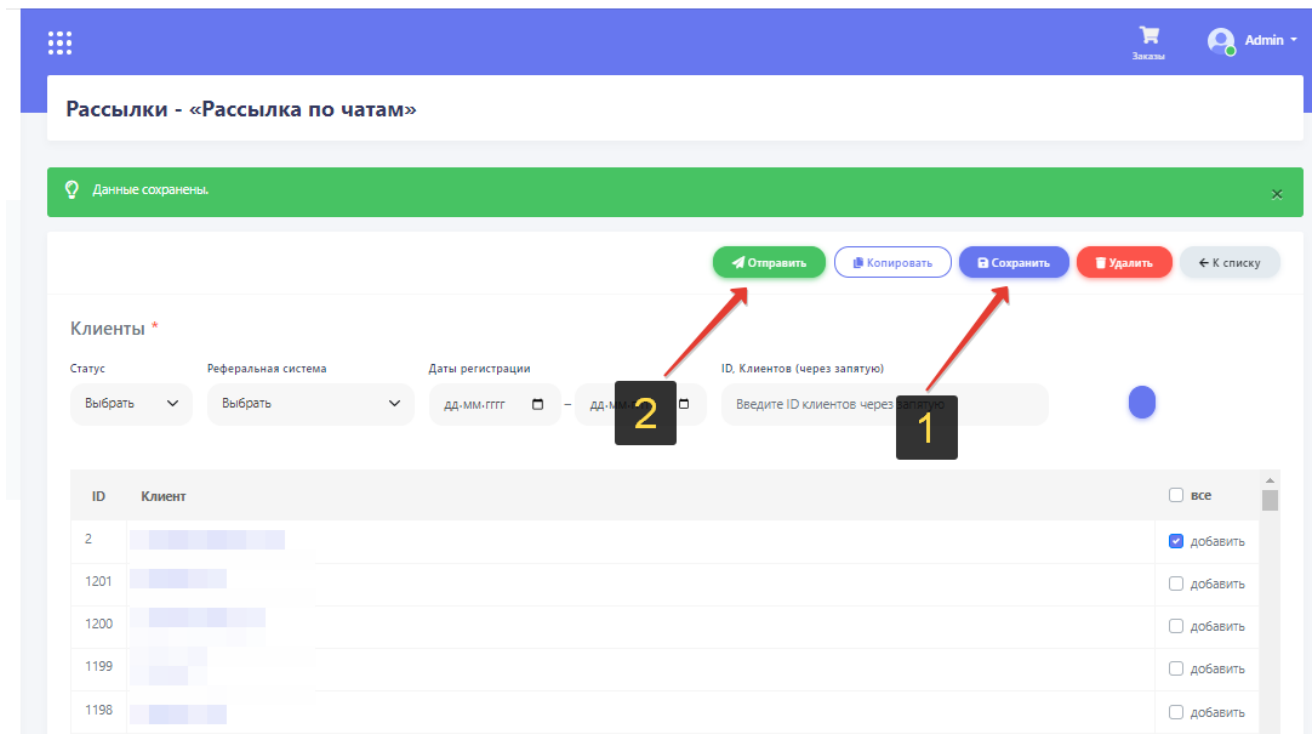 Заказы
Admin
Рассылки - «Рассылка по чатам»
Данные сохранены.
Отправить Копировать Сохранить Удалить К списку
Клиенты *
Статус Реферальная система Даты регистрации ID, Клиентов (через запятую)
Выбрать Выбрать дд.мм.гггг – Введите ID клиентов через запятую
2 1
ID Клиент все
2 добавить
1201 добавить
1200 добавить
1199 добавить
1198 добавить